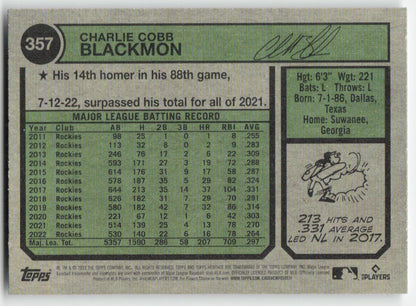 357
CHARLIE COBB
BLACKMON
★ His 14th homer in his 88th game,
7-12-22, surpassed his total for all of 2021.
MAJOR LEAGUE BATTING RECORD
Year Club AB H 2B 3B HR RBI AVG.
2011 Rockies 98 25 1 0 1 8 .255
2012 Rockies 113 32 8 0 2 9 .283
2013 Rockies 246 76 17 2 6 22 .309
2014 Rockies 593 171 27 3 19 72 .288
2015 Rockies 614 176 31 9 17 58 .287
2016 Rockies 578 187 35 5 29 82 .324
2017 Rockies 644 213 35 14 37 104 .331
2018 Rockies 626 182 31 7 29 70 .291
2019 Rockies 580 182 42 7 32 86 .314
2020 Rockies 221 67 12 1 6 42 .303
2021 Rockies 514 139 25 4 13 78 .270
2022 Rockies 530 140 22 6 16 78 .264
Maj. Lea. Total 5357 1590 286 58 207 709 .297
Hgt: 6'3" Wgt: 221
Bats: L Throws: L
Born: 7-1-86, Dallas,
Texas
Home: Suwanee,
Georgia
213 HITS AND
.331 AVERAGE
LED NL IN 2017.
Topps
PLAYERS